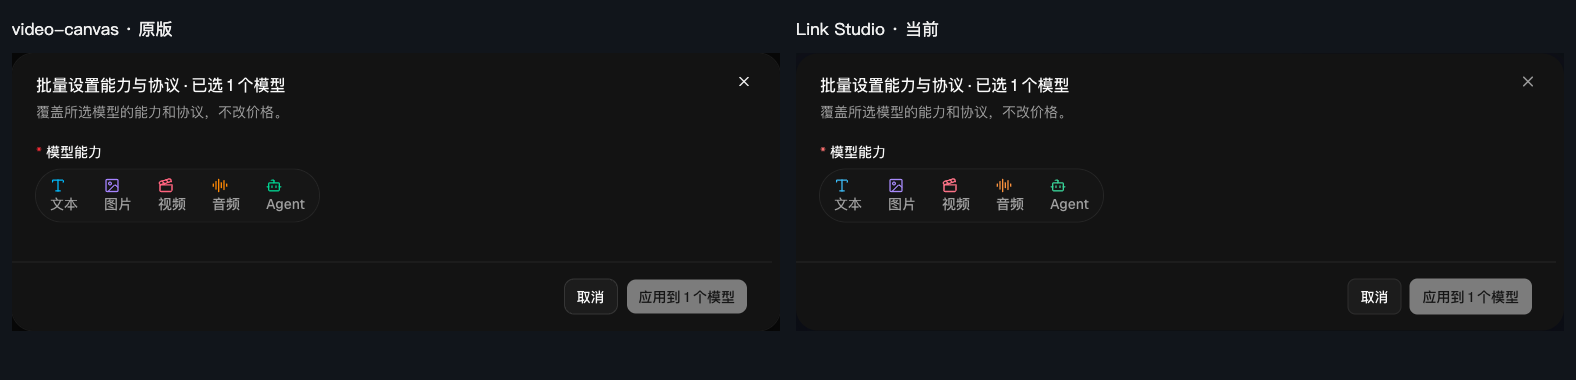 video-canvas · 原版
批量设置能力与协议 · 已选 1 个模型
覆盖所选模型的能力和协议，不改价格。
* 模型能力
文本 图片 视频 音频 Agent
取消 应用到 1 个模型
Link Studio · 当前
批量设置能力与协议 · 已选 1 个模型
覆盖所选模型的能力和协议，不改价格。
* 模型能力
文本 图片 视频 音频 Agent
取消 应用到 1 个模型